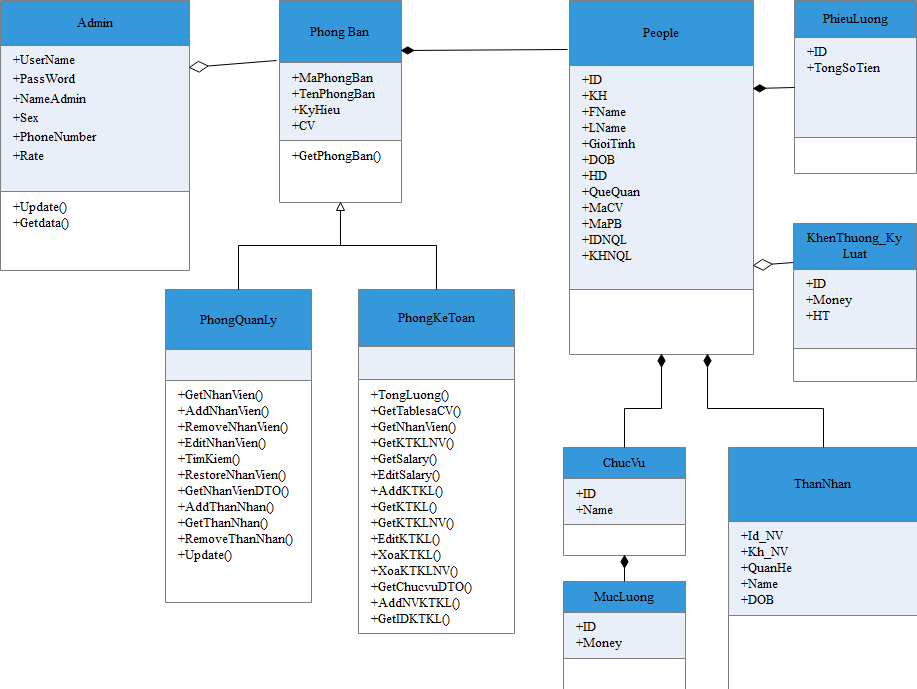 Admin
+UserName
+PassWord
+NameAdmin
+Sex
+PhoneNumber
+Rate
+Update()
+Getdata()
Phong Ban
+MaPhongBan
+TenPhongBan
+KyHieu
+CV
+GetPhongBan()
People
+ID
+KH
+FName
+LName
+GioiTinh
+DOB
+HD
+QueQuan
+MaCV
+MaPB
+IDNQL
+KHNQL
PhieuLuong
+ID
+TongSoTien
KhenThuong_Ky
Luat
+ID
+Money
+HT
PhongQuanLy
+GetNhanVien()
+AddNhanVien()
+RemoveNhanVien()
+EditNhanVien()
+TimKiem()
+RestoreNhanVien()
+GetNhanVienDTO()
+AddThanNhan()
+GetThanNhan()
+RemoveThanNhan()
+Update()
PhongKeToan
+TongLuong()
+GetTablesaCV()
+GetNhanVien()
+GetKTKLNV()
+GetSalary()
+EditSalary()
+AddKTKL()
+GetKTKL()
+GetKTKLNV()
+EditKTKL()
+XoaKTKL()
+XoaKTKLNV()
+GetChucvuDTO()
+AddNVKTKL()
+GetIDKTKL()
ChucVu
+ID
+Name
MucLuong
+ID
+Money
ThanNhan
+Id_NV
+Kh_NV
+QuanHe
+Name
+DOB